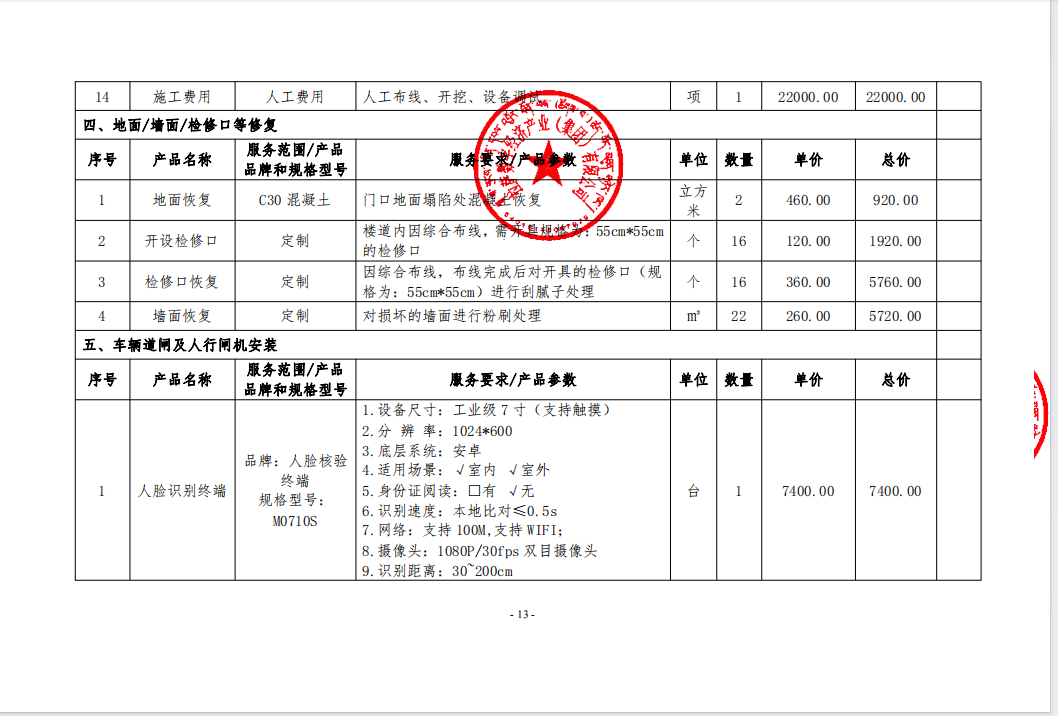 14 施工费用 人工费用 人工布线、开挖、设备调试 项 1 22000.00 22000.00
四、地面/墙面/检修口等修复
序号 产品名称 服务范围/产品品牌和规格型号 服务要求/产品参数 单位 数量 单价 总价
1 地面恢复 C30 混凝土 门口地面塌陷处混凝土恢复 立方米 2 460.00 920.00
2 开设检修口 定制 楼道内因综合布线，需开具规格为：55cm*55cm
的检修口 个 16 120.00 1920.00
3 检修口恢复 定制 因综合布线，布线完成后对开具的检修口（规
格为：55cm*55cm）进行刮腻子处理 个 16 360.00 5760.00
4 墙面恢复 定制 对损坏的墙面进行粉刷处理 m² 22 260.00 5720.00
五、车辆道闸及人行闸机安装
序号 产品名称 服务范围/产品品牌和规格型号 服务要求/产品参数 单位 数量 单价 总价
1 人脸识别终端 品牌：人脸核验
终端
规格型号：
M0710S
1.设备尺寸：工业级 7 寸（支持触摸）
2.分 辨 率：1024*600
3.底层系统：安卓
4.适用场景：√室内 √室外
5.身份证阅读：□有 √无
6.识别速度：本地比对≤0.5s
7.网络：支持 100M,支持 WIFI;
8.摄像头：1080P/30fps 双目摄像头
9.识别距离：30~200cm
台 1 7400.00 7400.00
- 13 -